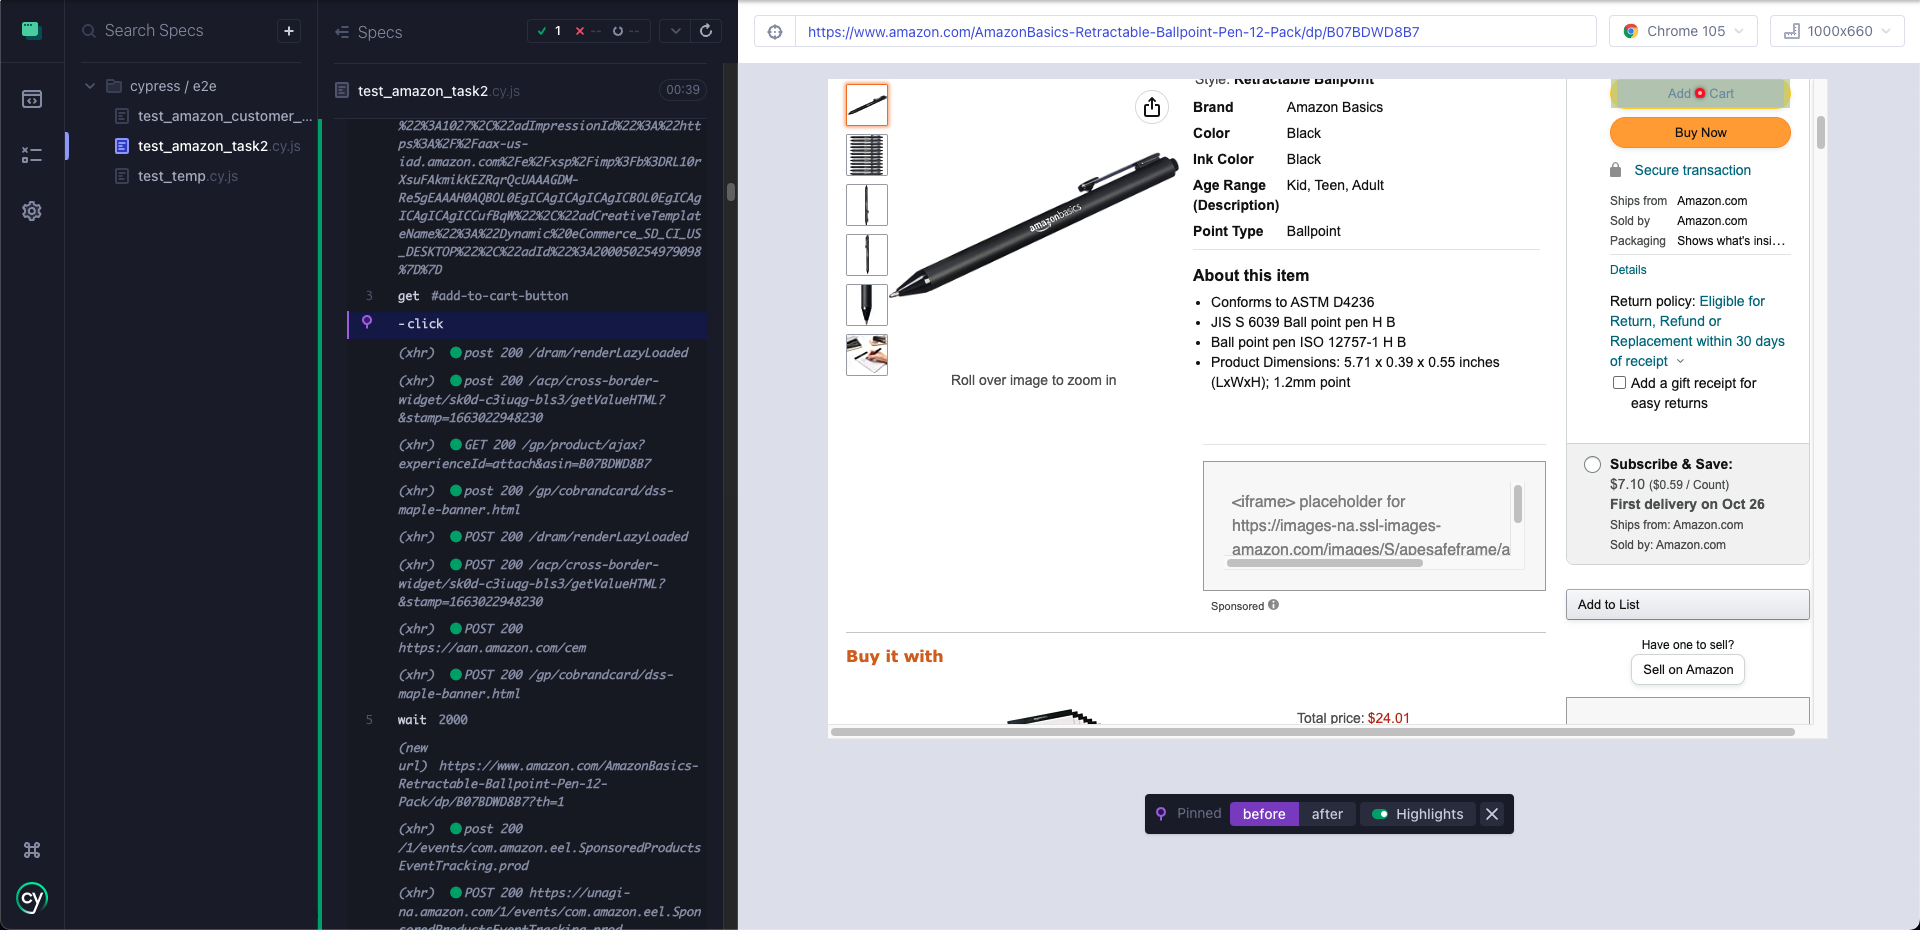 Search Specs
+
cypress / e2e
test_amazon_customer_...
test_amazon_task2.cy.js
test_temp.cy.js
cy
Specs
1
--
--
test_amazon_task2.cy.js
00:39
%22%3A1027%2C%22adImpressionId%22%3A%22htt
ps%3A%2F%2Faax-us-
iad.amazon.com%2Fe%2Fxsp%2Fimp%3Fb%3DRL10r
XsuFAkmikKEZRqrQcUAAAGDM-
Re5gEAAAH0AQBOL0EgICAgICAgICAgICBOL0EgICAg
ICAgICAgICCufBqW%22%2C%22adCreativeTemplat
eName%22%3A%22Dynamic%20eCommerce_SD_CI_US
_DESKTOP%22%2C%22adId%22%3A200050254979098
%7D%7D
3 get #add-to-cart-button
-click
(xhr) post 200 /dram/renderLazyLoaded
(xhr) post 200 /acp/cross-border-
widget/sk0d-c3iuqg-bls3/getValueHTML?
&stamp=1663022948230
(xhr) GET 200 /gp/product/ajax?
experienceId=attach&asin=B07BDWD8B7
(xhr) post 200 /gp/cobrandcard/dss-
maple-banner.html
(xhr) POST 200 /dram/renderLazyLoaded
(xhr) POST 200 /acp/cross-border-
widget/sk0d-c3iuqg-bls3/getValueHTML?
&stamp=1663022948230
(xhr) POST 200
https://aan.amazon.com/cem
(xhr) POST 200 /gp/cobrandcard/dss-
maple-banner.html
5 wait 2000
(new
url) https://www.amazon.com/AmazonBasics-
Retractable-Ballpoint-Pen-12-
Pack/dp/B07BDWD8B7?th=1
(xhr) post 200
/1/events/com.amazon.eel.SponsoredProducts
EventTracking.prod
(xhr) POST 200 https://unagi-
na.amazon.com/1/events/com.amazon.eel.Spon
soredProductsEventTracking.prod
https://www.amazon.com/AmazonBasics-Retractable-Ballpoint-Pen-12-Pack/dp/B07BDWD8B7
Chrome 105
1000x660
amazonbasics
Roll over image to zoom in
Style: Retractable Ballpoint
Brand Amazon Basics
Color Black
Ink Color Black
Age Range Kid, Teen, Adult
(Description)
Point Type Ballpoint
About this item
• Conforms to ASTM D4236
• JIS S 6039 Ball point pen H B
• Ball point pen ISO 12757-1 H B
• Product Dimensions: 5.71 x 0.39 x 0.55 inches
(LxWxH); 1.2mm point
<iframe> placeholder for
https://images-na.ssl-images-
amazon.com/images/S/apesafeframe/a
Sponsored
Buy it with
Total price: $24.01
Add Cart
Buy Now
Secure transaction
Ships from Amazon.com
Sold by Amazon.com
Packaging Shows what's insi...
Details
Return policy: Eligible for
Return, Refund or
Replacement within 30 days
of receipt
Add a gift receipt for
easy returns
Subscribe & Save:
$7.10 ($0.59 / Count)
First delivery on Oct 26
Ships from: Amazon.com
Sold by: Amazon.com
Add to List
Have one to sell?
Sell on Amazon
Pinned before after Highlights